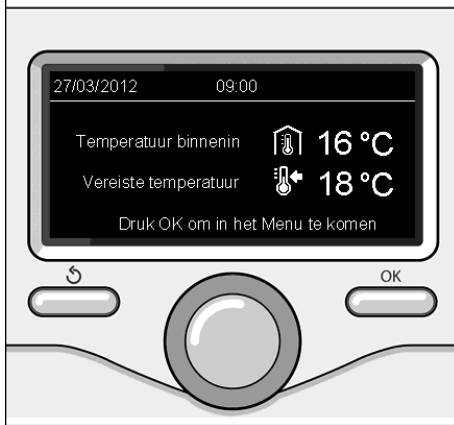 27/03/2012 09:00
Temperatuur binnenin 16 °C
Vereiste temperatuur 18 °C
Druk OK om in het Menu te komen
OK